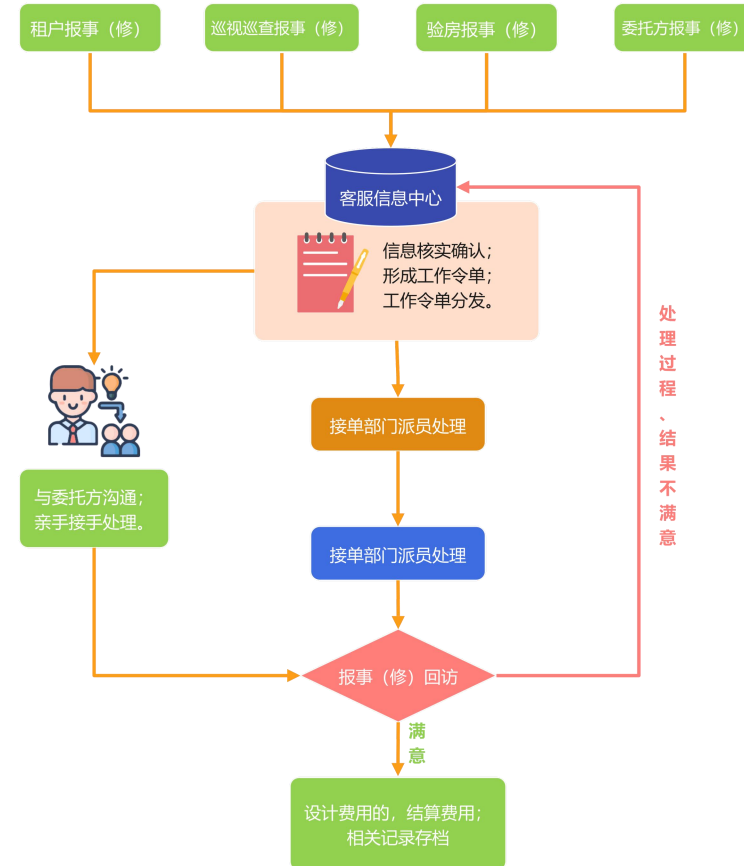 租户报事（修）
巡视巡查报事（修）
验房报事（修）
委托方报事（修）
客服信息中心
信息核实确认；
形成工作令单；
工作令单分发。
处理过程、结果不满意
接单部门派员处理
与委托方沟通；
亲手接手处理。
接单部门派员处理
报事（修）回访
满意
设计费用的，结算费用；
相关记录存档